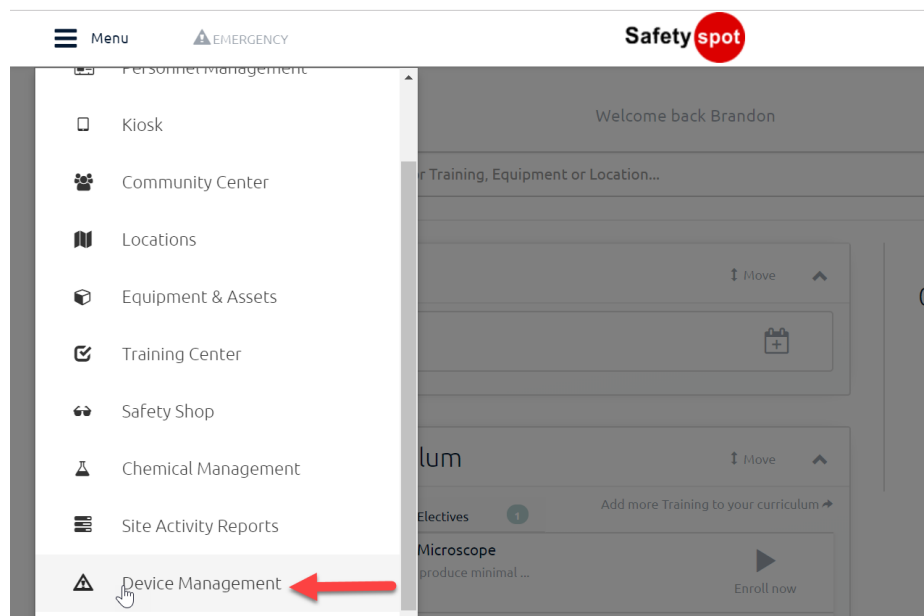 Menu
EMERGENCY
Safety spot
Personnel Management
Kiosk
Community Center
Locations
Equipment & Assets
Training Center
Safety Shop
Chemical Management
Site Activity Reports
Device Management
Welcome back Brandon
r Training, Equipment or Location...
Move
lum
Move
Add more Training to your curriculum
Electives 1
Microscope
produce minimal ...
Enroll now